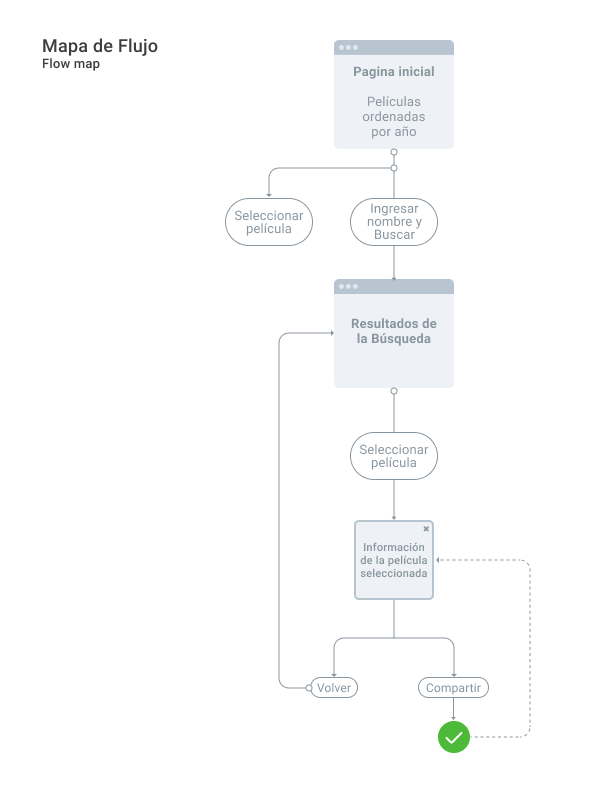 Mapa de Flujo
Flow map
Pagina inicial
Películas
ordenadas
por año
Seleccionar
película
Ingresar
nombre y
Buscar
Resultados de
la Búsqueda
Seleccionar
película
Información
de la película
seleccionada
Volver
Compartir